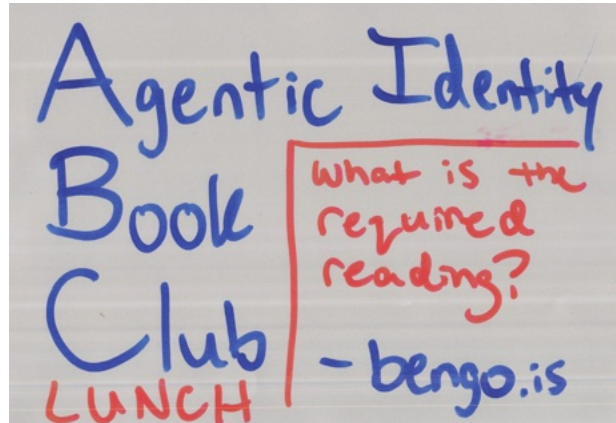 Agentic Identity
Book
Club
LUNCH
What is the
required
reading?
- bengo.is